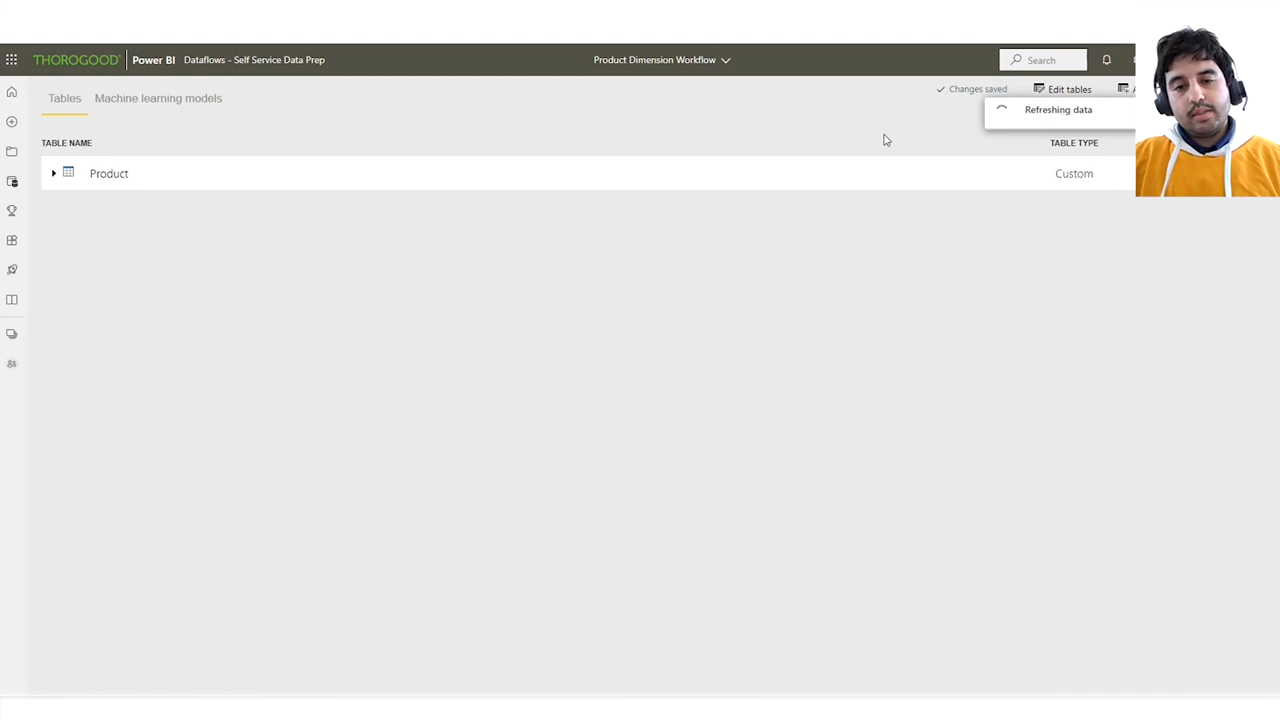 THOROGOOD Power BI Dataflows - Self Service Data Prep Product Dimension Workflow Search
Tables Machine learning models Changes saved Edit tables
Refreshing data
TABLE NAME TABLE TYPE
Product Custom